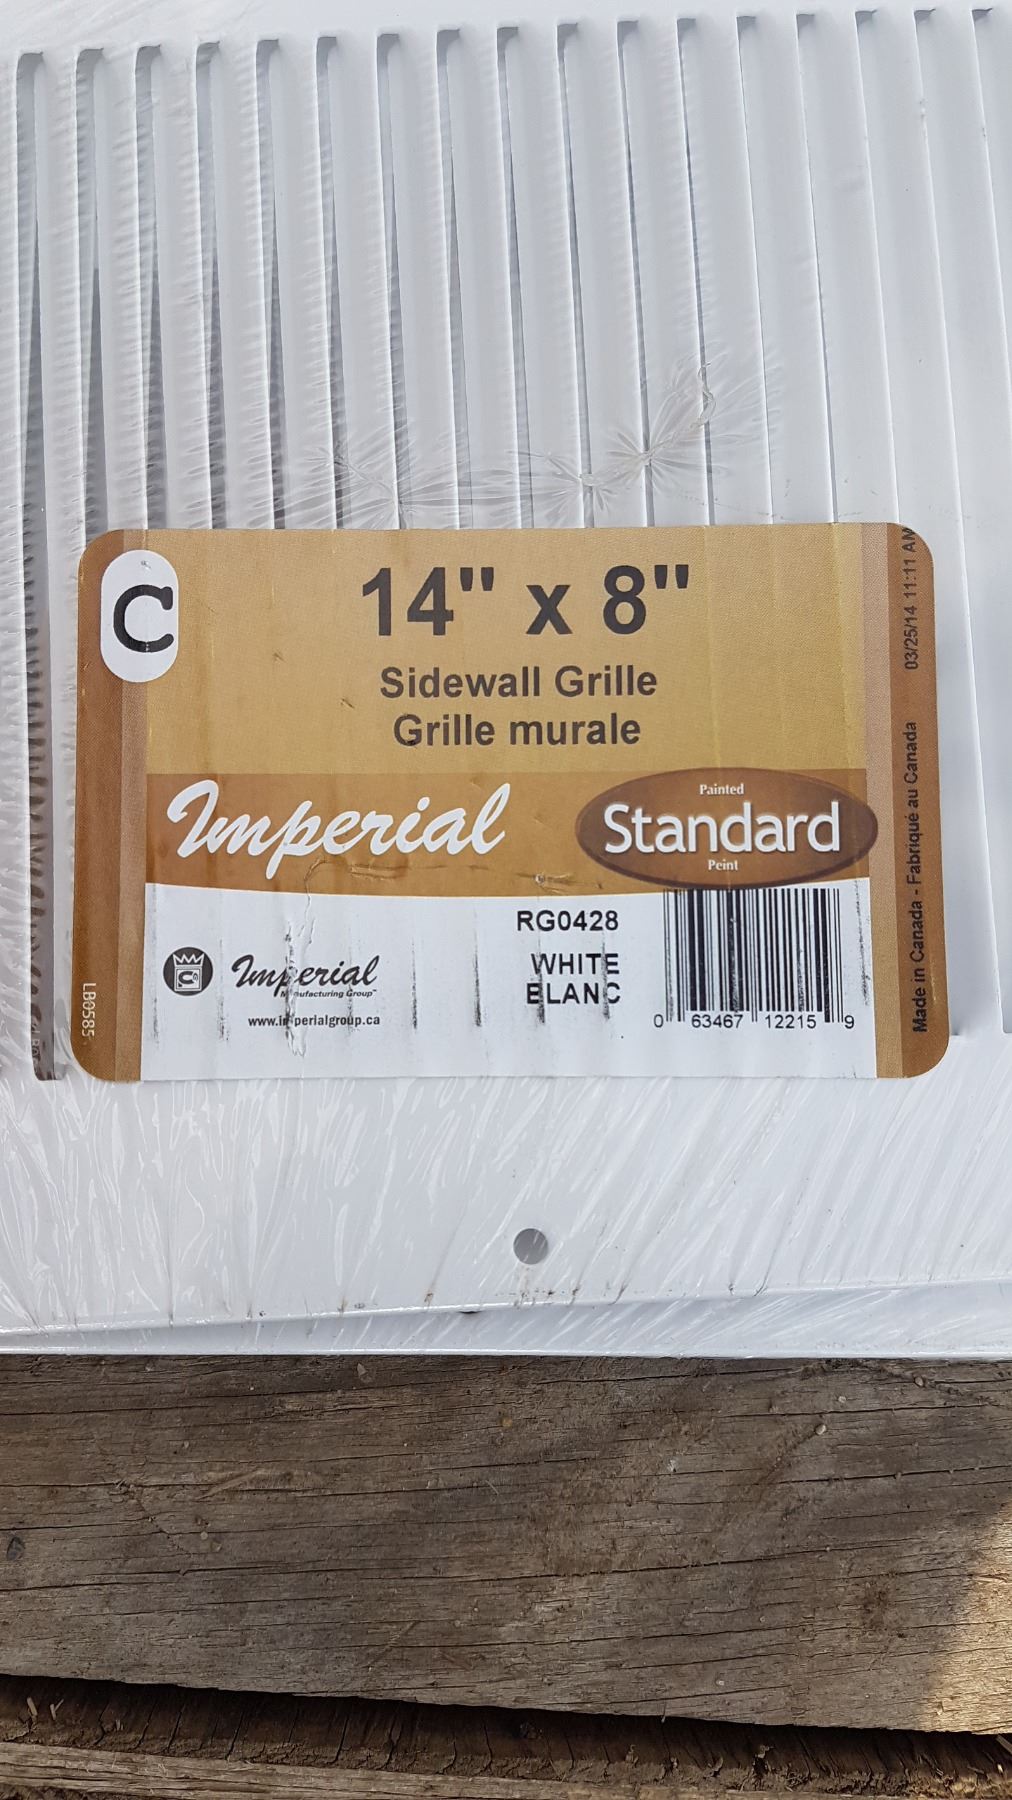 C
14" x 8"
Sidewall Grille
Grille murale
Imperial
Painted
Standard
Peint
RG0428
WHITE
BLANC
Imperial
Manufacturing Group™
www.imperialgroup.ca
0 63467 12215 9
LB0585
Made in Canada - Fabriqué au Canada 03/25/14 11:11 AM